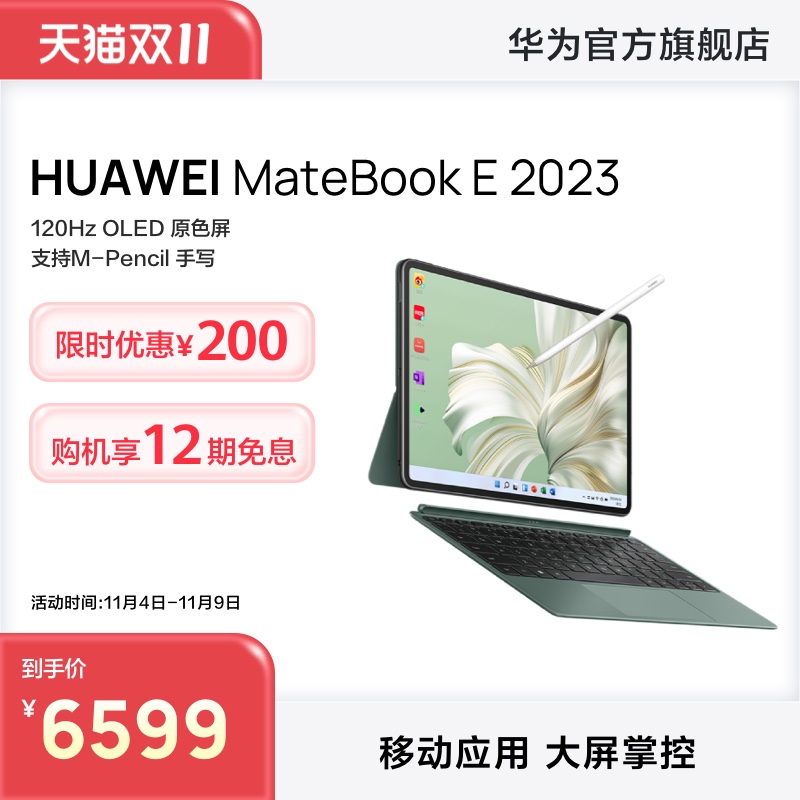 天猫双11
华为官方旗舰店
HUAWEI MateBook E 2023
120Hz OLED 原色屏
支持M-Pencil 手写
限时优惠¥200
购机享12期免息
活动时间:11月4日-11月9日
到手价
¥6599
移动应用 大屏掌控